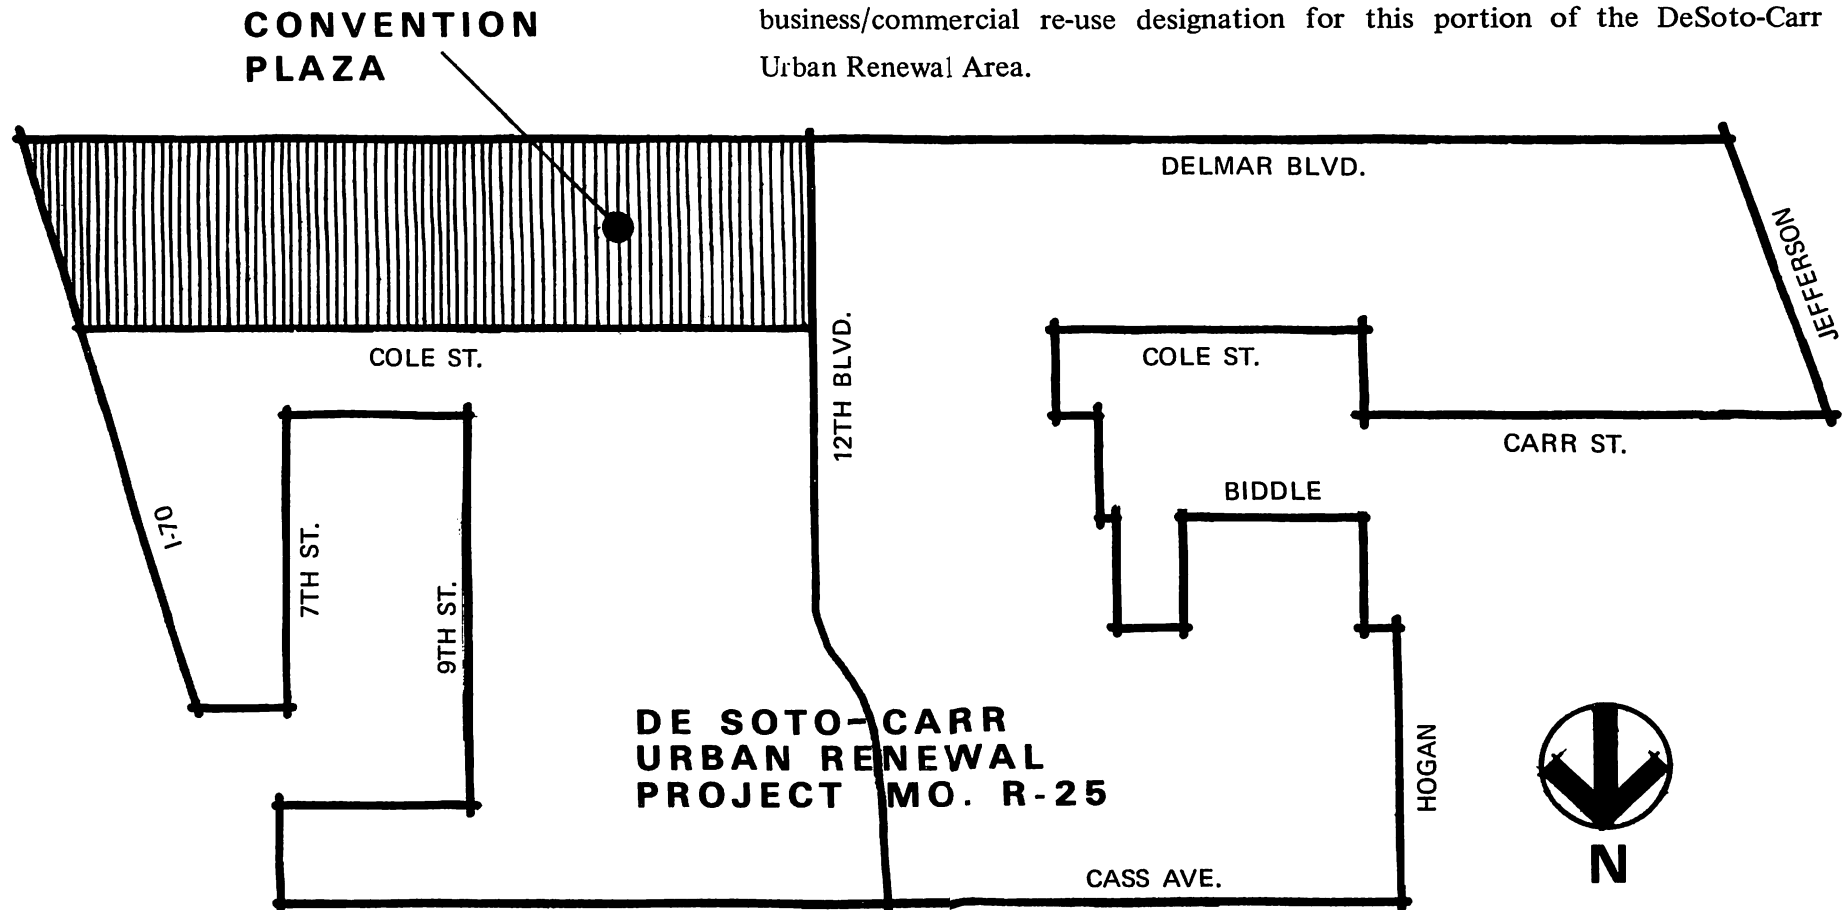 CONVENTION
PLAZA
business/commercial re-use designation for this portion of the DeSoto-Carr
Urban Renewal Area.
DELMAR BLVD.
JEFFERSON
COLE ST.
12TH BLVD.
COLE ST.
CARR ST.
BIDDLE
I-70
7TH ST.
9TH ST.
DE SOTO-CARR
URBAN RENEWAL
PROJECT MO. R-25
HOGAN
CASS AVE.
N